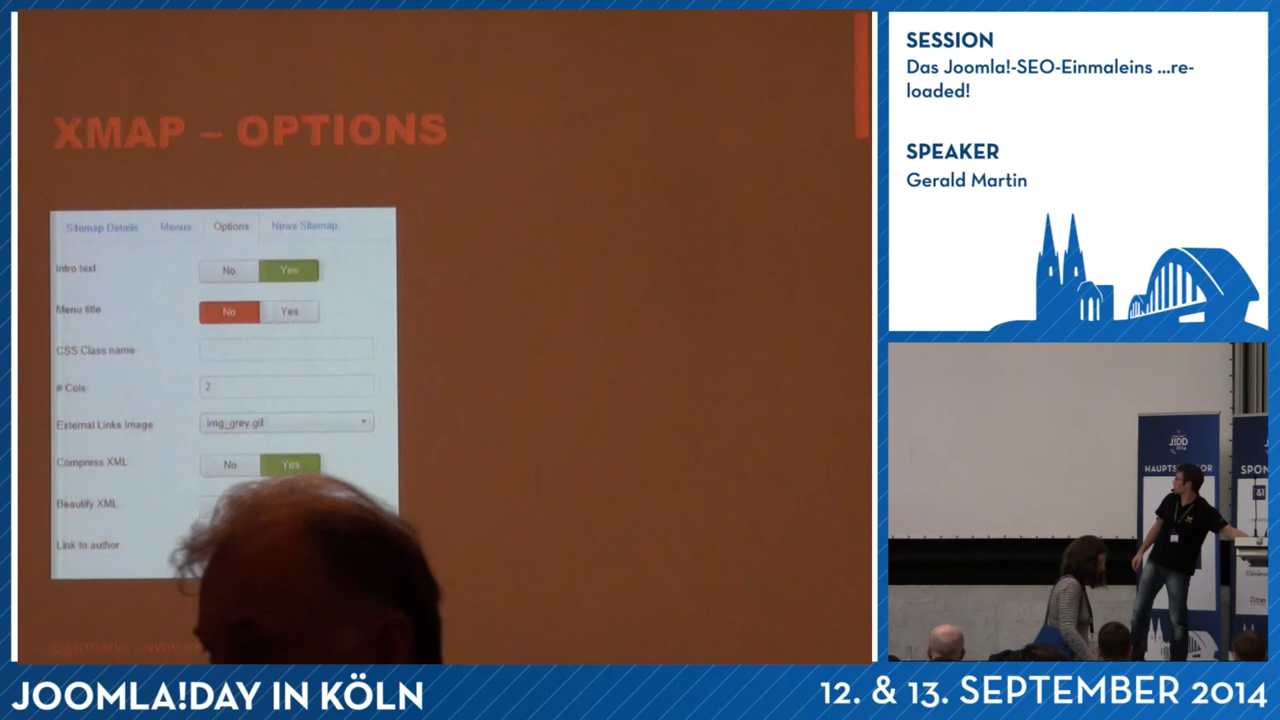 XMAP – OPTIONS
Sitemap Details Menus Options News Sitemap
Intro text No Yes
Menu title No Yes
CSS Class name
# Cols 2
External Links Image img_grey.gif
Compress XML No Yes
Beautify XML
Link to author
SESSION
Das Joomla!-SEO-Einmaleins ...re-
loaded!
SPEAKER
Gerald Martin
JIDD
2014
JOOMLA!DAY IN KÖLN
12. & 13. SEPTEMBER 2014